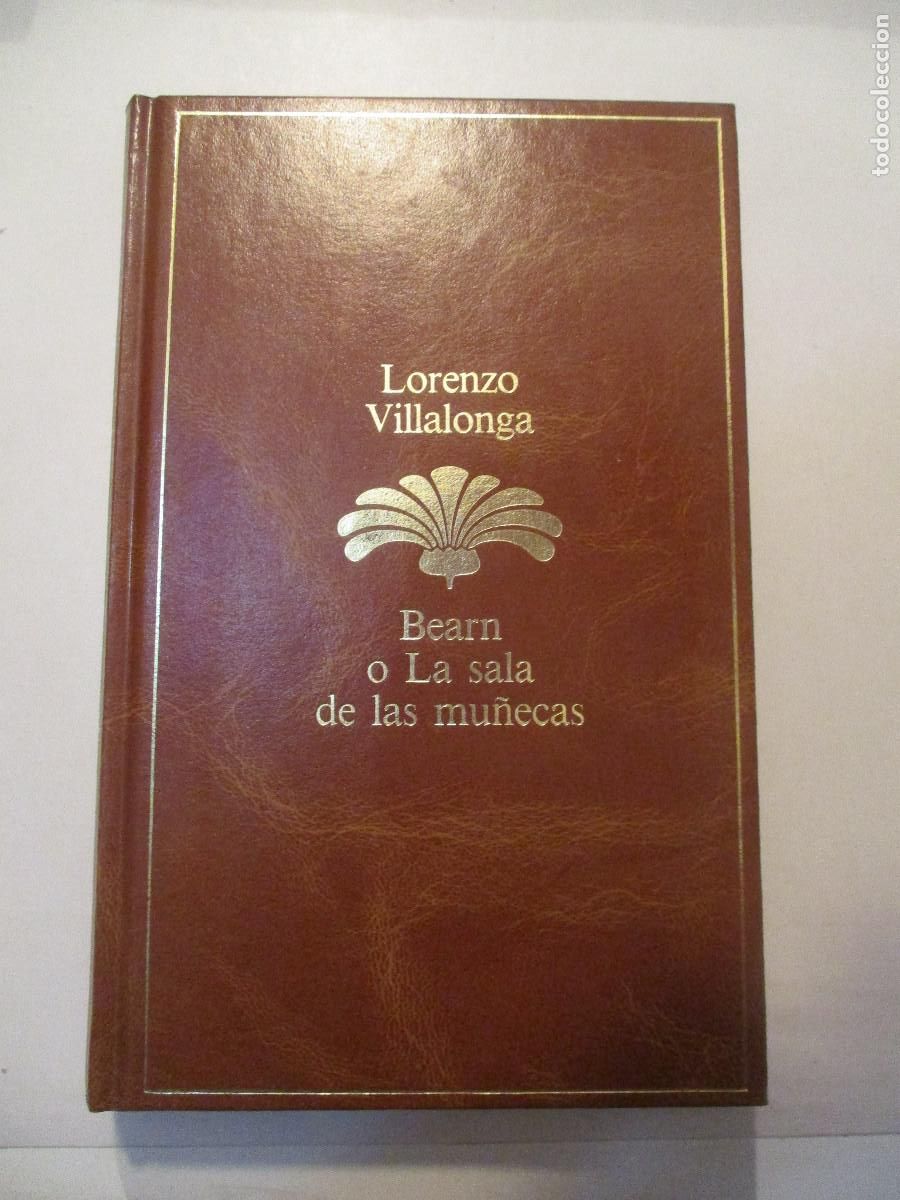 Lorenzo
Villalonga
Bearn
o La sala
de las muñecas
todocoleccion